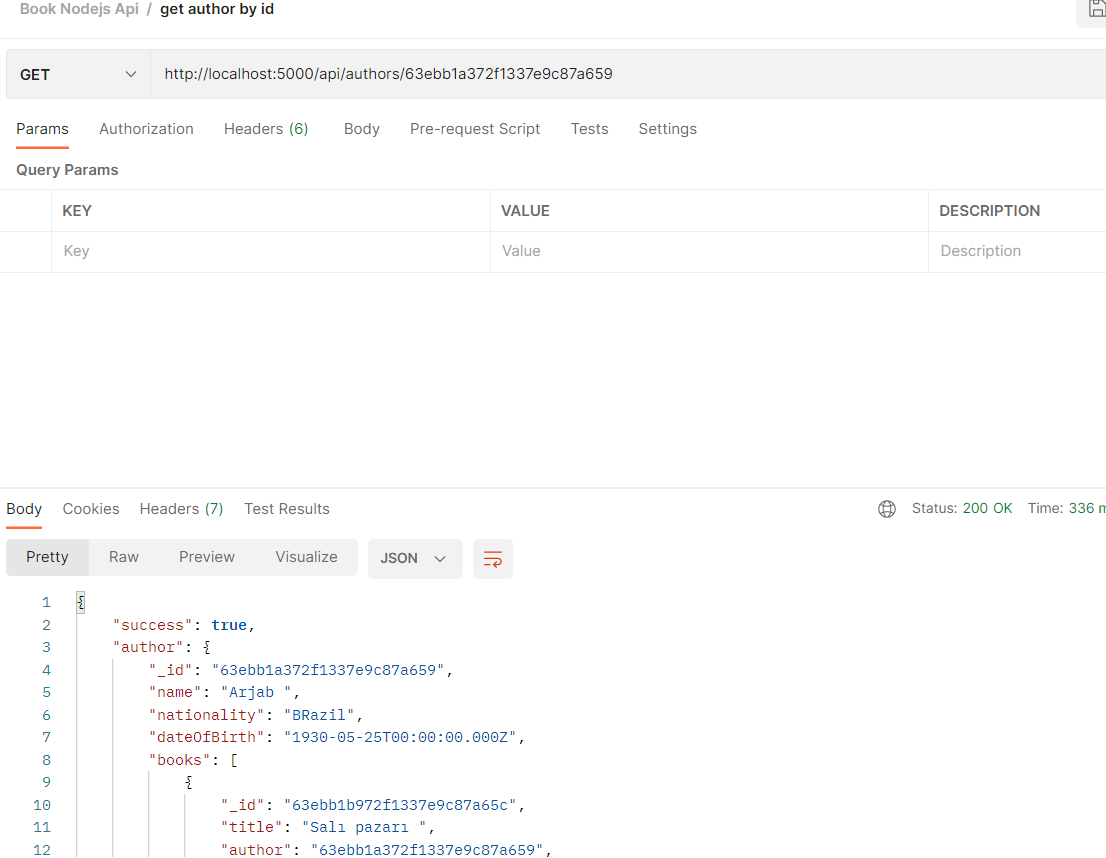 Book Nodejs Api / get author by id
GET http://localhost:5000/api/authors/63ebb1a372f1337e9c87a659
Params Authorization Headers (6) Body Pre-request Script Tests Settings
Query Params
KEY VALUE DESCRIPTION
Key Value Description
Body Cookies Headers (7) Test Results Status: 200 OK Time: 336 m
Pretty Raw Preview Visualize JSON
1 {
2 "success": true,
3 "author": {
4 "_id": "63ebb1a372f1337e9c87a659",
5 "name": "Arjab ",
6 "nationality": "BRazil",
7 "dateOfBirth": "1930-05-25T00:00:00.000Z",
8 "books": [
9 {
10 "_id": "63ebb1b972f1337e9c87a65c",
11 "title": "Salı pazarı ",
12 "author": "63ebb1a372f1337e9c87a659",